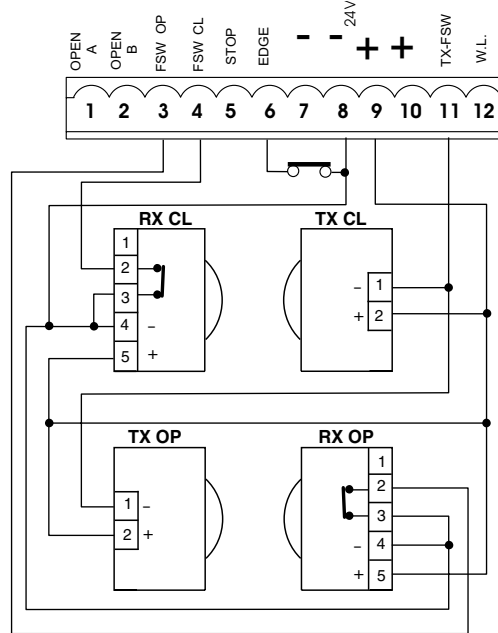 OPEN A
OPEN B
FSW OP
FSW CL
STOP
EDGE
-
-
24V
+
+
TX-FSW
W.L.
1 2 3 4 5 6 7 8 9 10 11 12
RX CL
1
2
3
4 -
5 +
TX CL
- 1
+ 2
TX OP
1 -
2 +
RX OP
1
2
3
- 4
+ 5